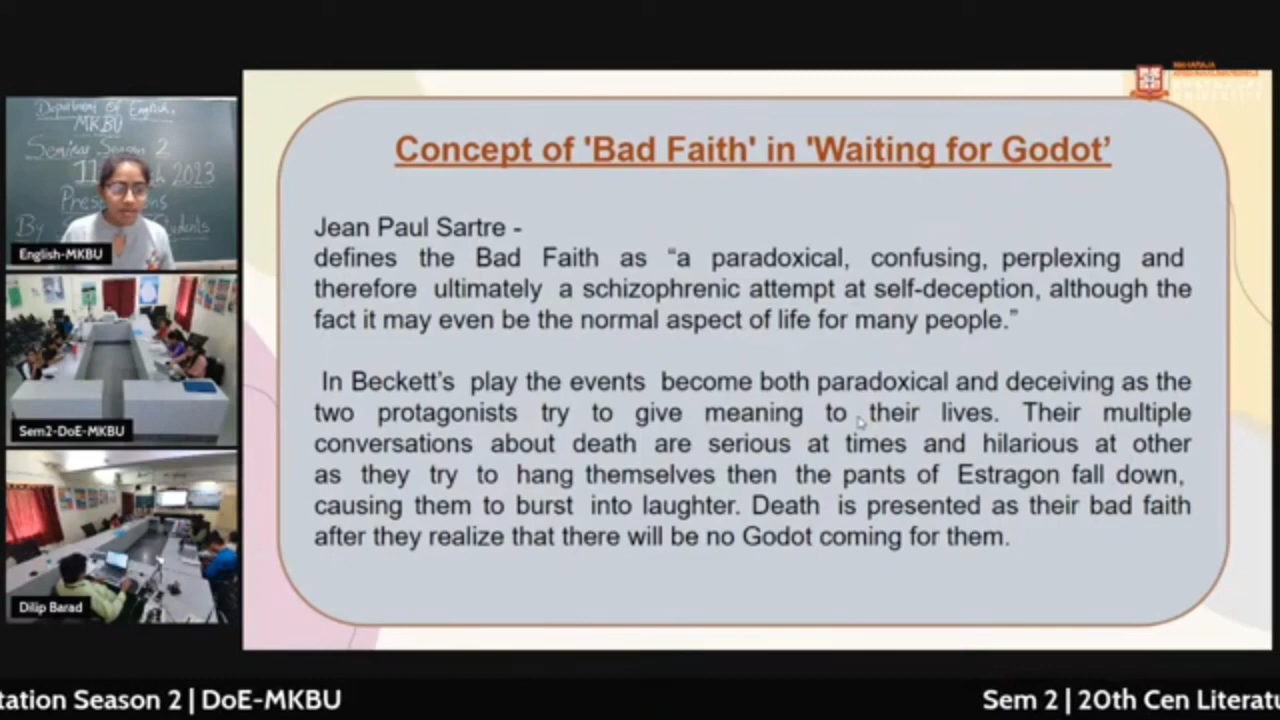 Department of English,
MKBU
Seminar Season 2
2023
By
English-MKBU
Sem2-DoE-MKBU
Dilip Barad
MAHARAJA
Concept of 'Bad Faith' in 'Waiting for Godot’
Jean Paul Sartre -
defines the Bad Faith as “a paradoxical, confusing, perplexing and
therefore ultimately a schizophrenic attempt at self-deception, although the
fact it may even be the normal aspect of life for many people.”
In Beckett’s play the events become both paradoxical and deceiving as the
two protagonists try to give meaning to their lives. Their multiple
conversations about death are serious at times and hilarious at other
as they try to hang themselves then the pants of Estragon fall down,
causing them to burst into laughter. Death is presented as their bad faith
after they realize that there will be no Godot coming for them.
tation Season 2 | DoE-MKBU
Sem 2 | 20th Cen Literatu